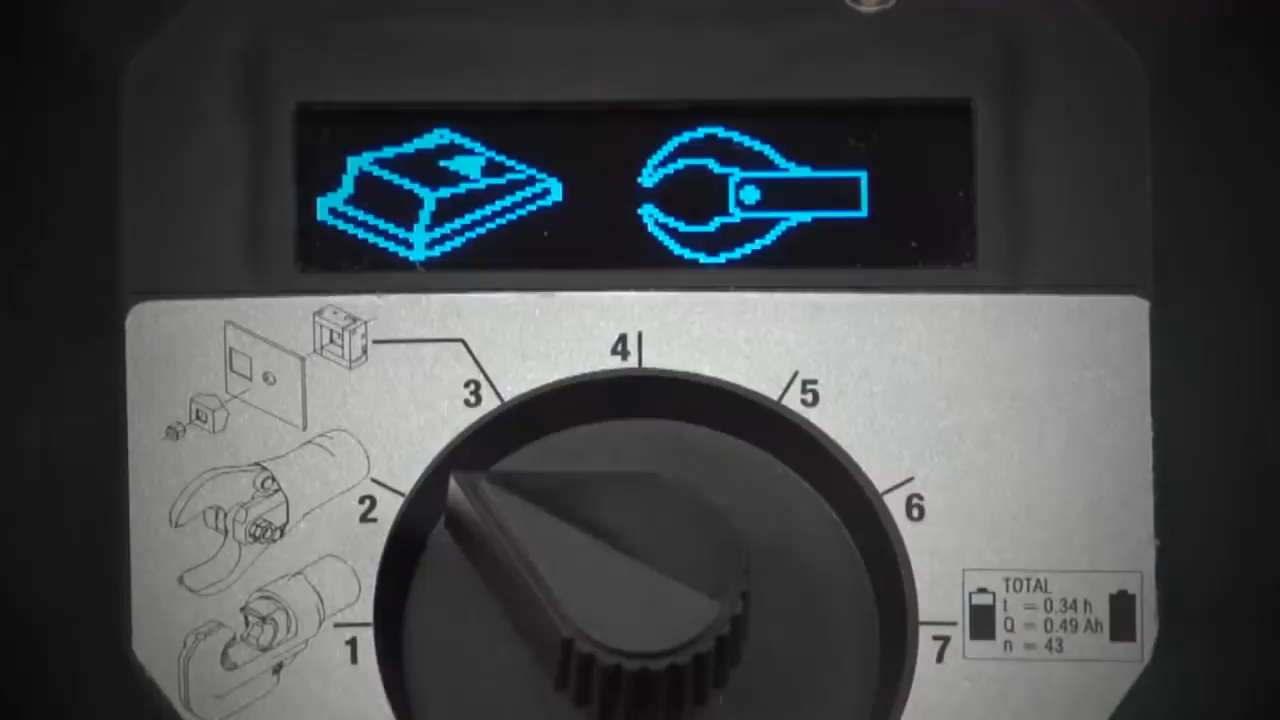 4
3
5
2
6
1
7
TOTAL
t = 0.34 h
Q = 0.49 Ah
n = 43